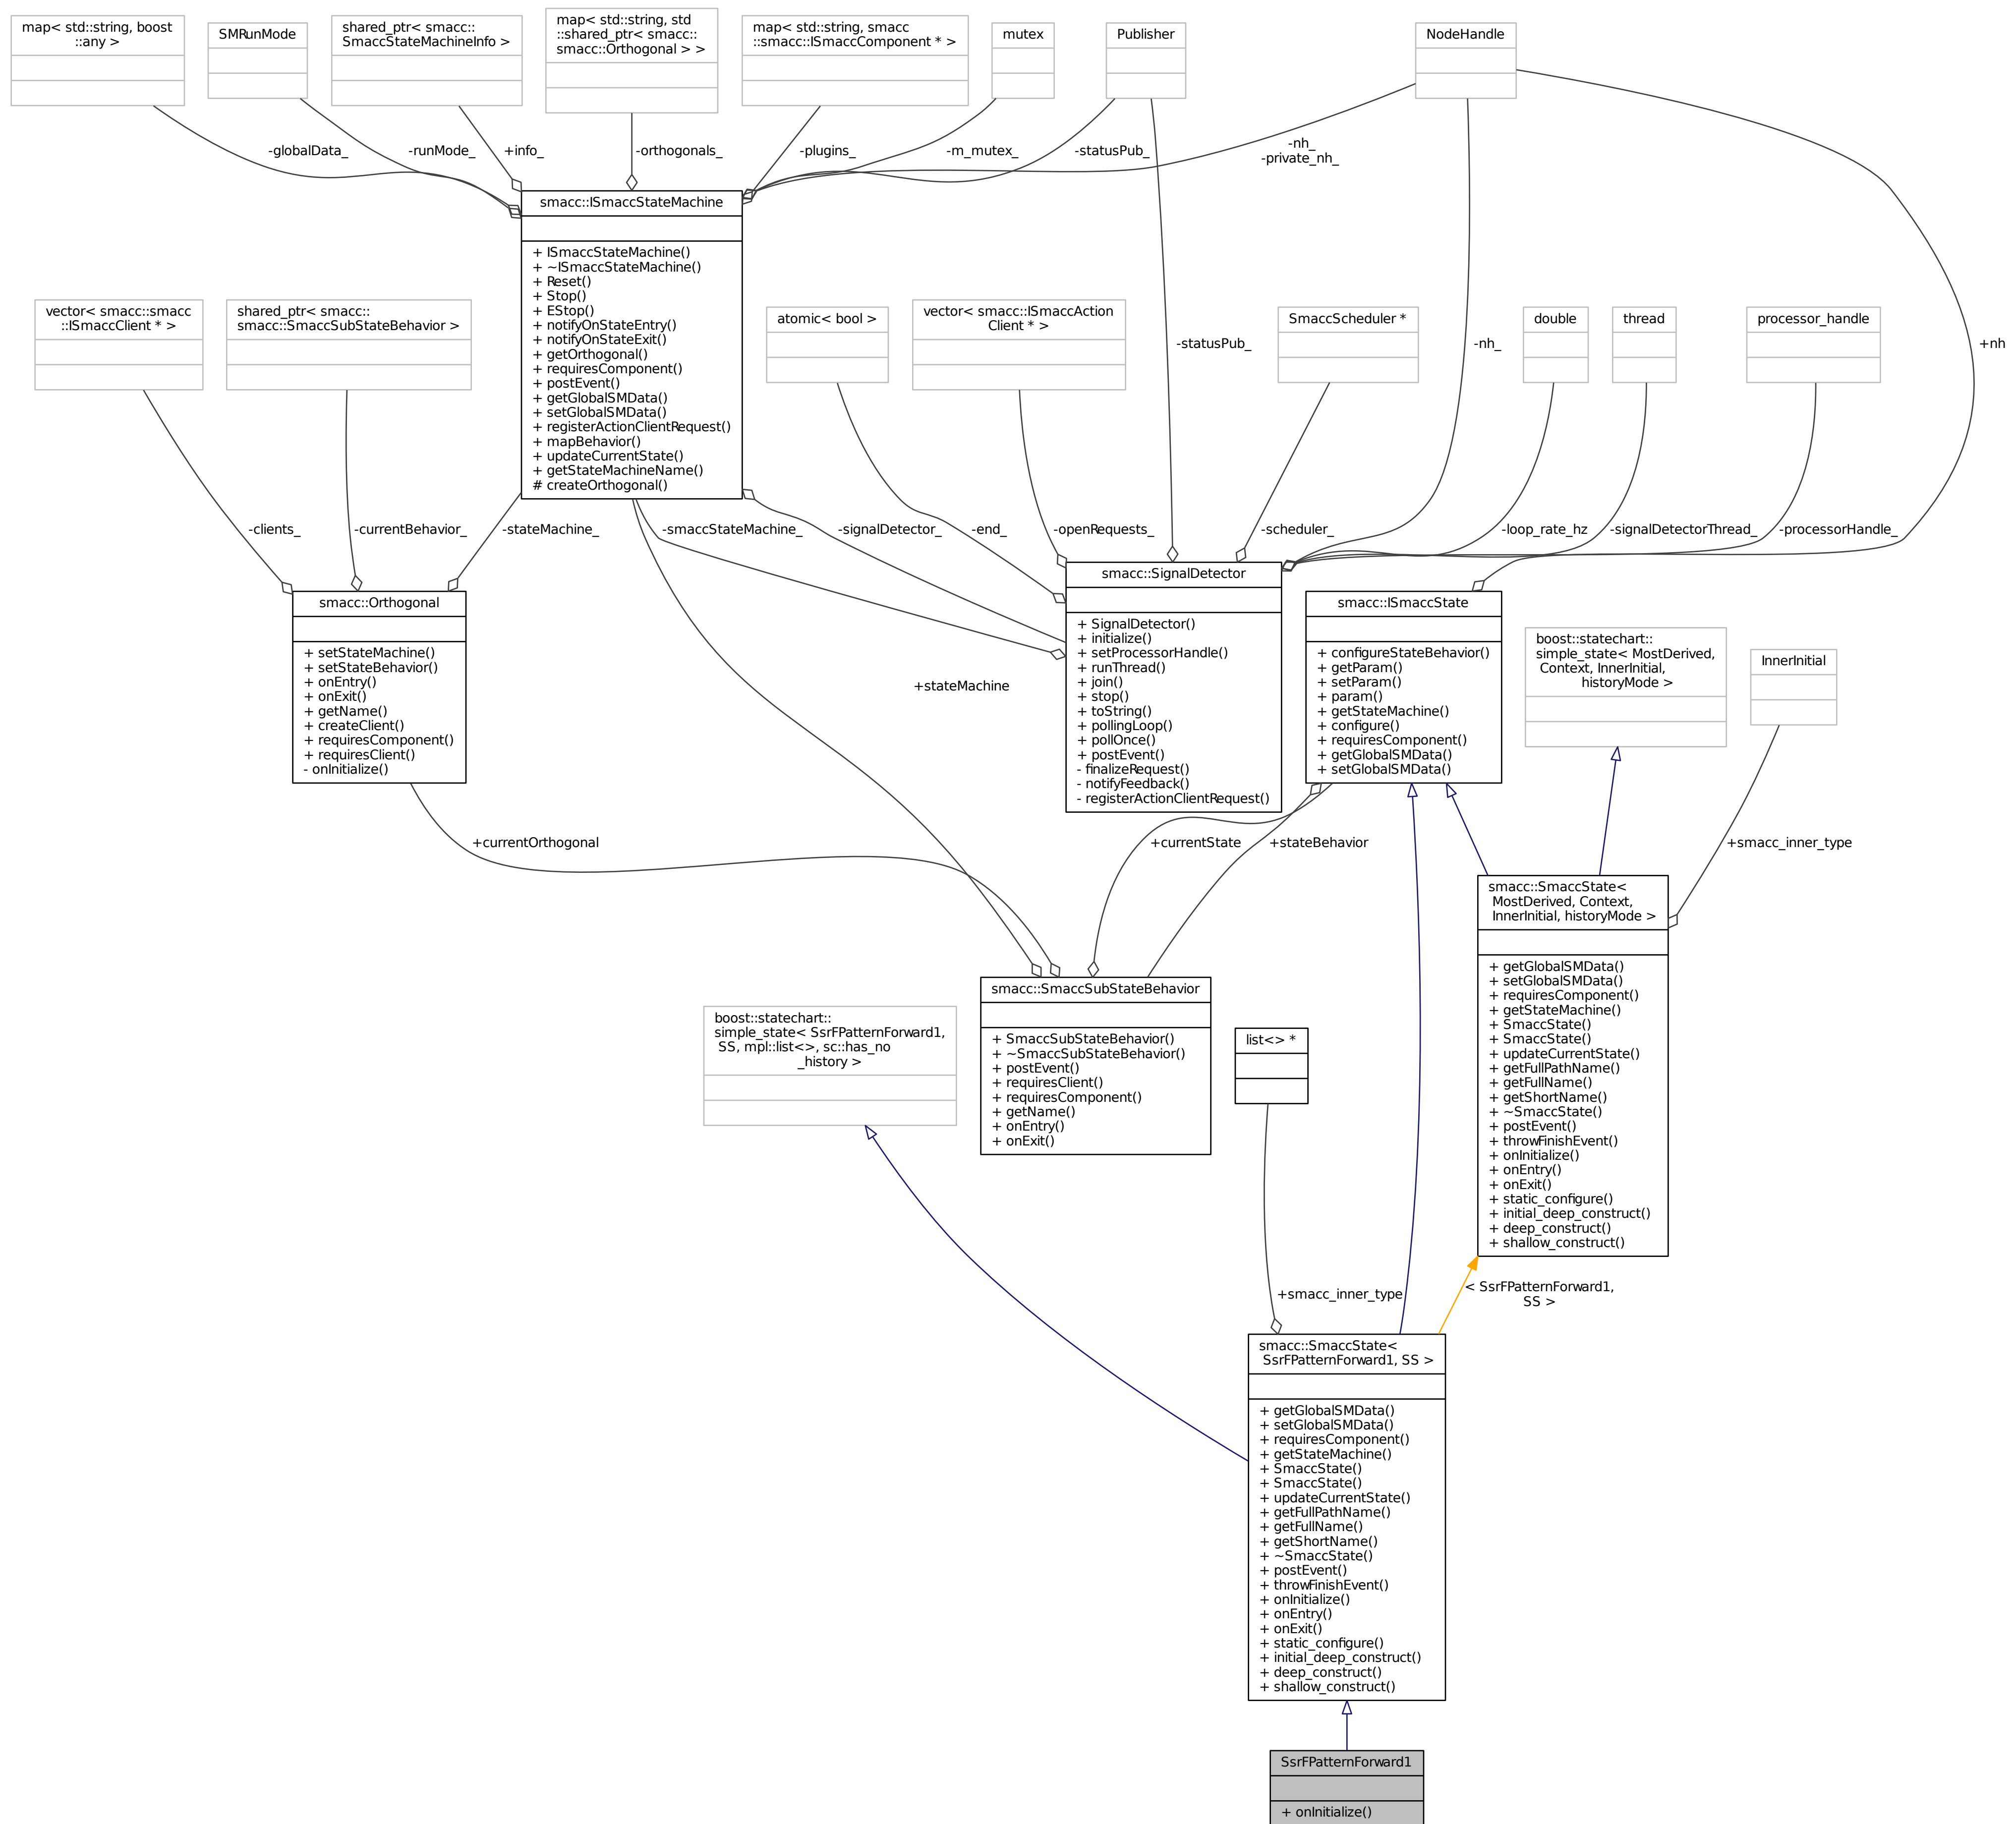 map< std::string, boost
::any >
SMRunMode
shared_ptr< smacc::
SmaccStateMachineInfo >
map< std::string, std
::shared_ptr< smacc::
smacc::Orthogonal > >
map< std::string, smacc
::smacc::ISmaccComponent * >
mutex
Publisher
NodeHandle
-globalData_
-runMode_
+info_
-orthogonals_
-plugins_
-m_mutex_
-statusPub_
-nh_
-private_nh_
smacc::ISmaccStateMachine
+ ISmaccStateMachine()
+ ~ISmaccStateMachine()
+ Reset()
+ Stop()
+ EStop()
+ notifyOnStateEntry()
+ notifyOnStateExit()
+ getOrthogonal()
+ requiresComponent()
+ postEvent()
+ getGlobalSMData()
+ setGlobalSMData()
+ registerActionClientRequest()
+ mapBehavior()
+ updateCurrentState()
+ getStateMachineName()
# createOrthogonal()
vector< smacc::smacc
::ISmaccClient * >
shared_ptr< smacc::
smacc::SmaccSubStateBehavior >
atomic< bool >
vector< smacc::ISmaccAction
Client * >
SmaccScheduler *
double
thread
processor_handle
-statusPub_
-nh_
+nh
-clients_
-currentBehavior_
-stateMachine_
-smaccStateMachine_
-signalDetector_
-end_
-openRequests_
-scheduler_
-loop_rate_hz
-signalDetectorThread_
-processorHandle_
smacc::Orthogonal
+ setStateMachine()
+ setStateBehavior()
+ onEntry()
+ onExit()
+ getName()
+ createClient()
+ requiresComponent()
+ requiresClient()
- onInitialize()
smacc::SignalDetector
+ SignalDetector()
+ initialize()
+ setProcessorHandle()
+ runThread()
+ join()
+ stop()
+ toString()
+ pollingLoop()
+ pollOnce()
+ postEvent()
- finalizeRequest()
- notifyFeedback()
- registerActionClientRequest()
smacc::ISmaccState
+ configureStateBehavior()
+ getParam()
+ setParam()
+ param()
+ getStateMachine()
+ configure()
+ requiresComponent()
+ getGlobalSMData()
+ setGlobalSMData()
boost::statechart::
simple_state< MostDerived,
Context, InnerInitial,
historyMode >
InnerInitial
+stateMachine
+currentOrthogonal
+currentState
+stateBehavior
+smacc_inner_type
smacc::SmaccState<
MostDerived, Context,
InnerInitial, historyMode >
+ getGlobalSMData()
+ setGlobalSMData()
+ requiresComponent()
+ getStateMachine()
+ SmaccState()
+ SmaccState()
+ updateCurrentState()
+ getFullPathName()
+ getFullName()
+ getShortName()
+ ~SmaccState()
+ postEvent()
+ throwFinishEvent()
+ onInitialize()
+ onEntry()
+ onExit()
+ static_configure()
+ initial_deep_construct()
+ deep_construct()
+ shallow_construct()
boost::statechart::
simple_state< SsrFPatternForward1,
SS, mpl::list<>, sc::has_no
_history >
smacc::SmaccSubStateBehavior
+ SmaccSubStateBehavior()
+ ~SmaccSubStateBehavior()
+ postEvent()
+ requiresClient()
+ requiresComponent()
+ getName()
+ onEntry()
+ onExit()
list<> *
+smacc_inner_type
< SsrFPatternForward1,
SS >
smacc::SmaccState<
SsrFPatternForward1, SS >
+ getGlobalSMData()
+ setGlobalSMData()
+ requiresComponent()
+ getStateMachine()
+ SmaccState()
+ SmaccState()
+ updateCurrentState()
+ getFullPathName()
+ getFullName()
+ getShortName()
+ ~SmaccState()
+ postEvent()
+ throwFinishEvent()
+ onInitialize()
+ onEntry()
+ onExit()
+ static_configure()
+ initial_deep_construct()
+ deep_construct()
+ shallow_construct()
SsrFPatternForward1
+ onInitialize()